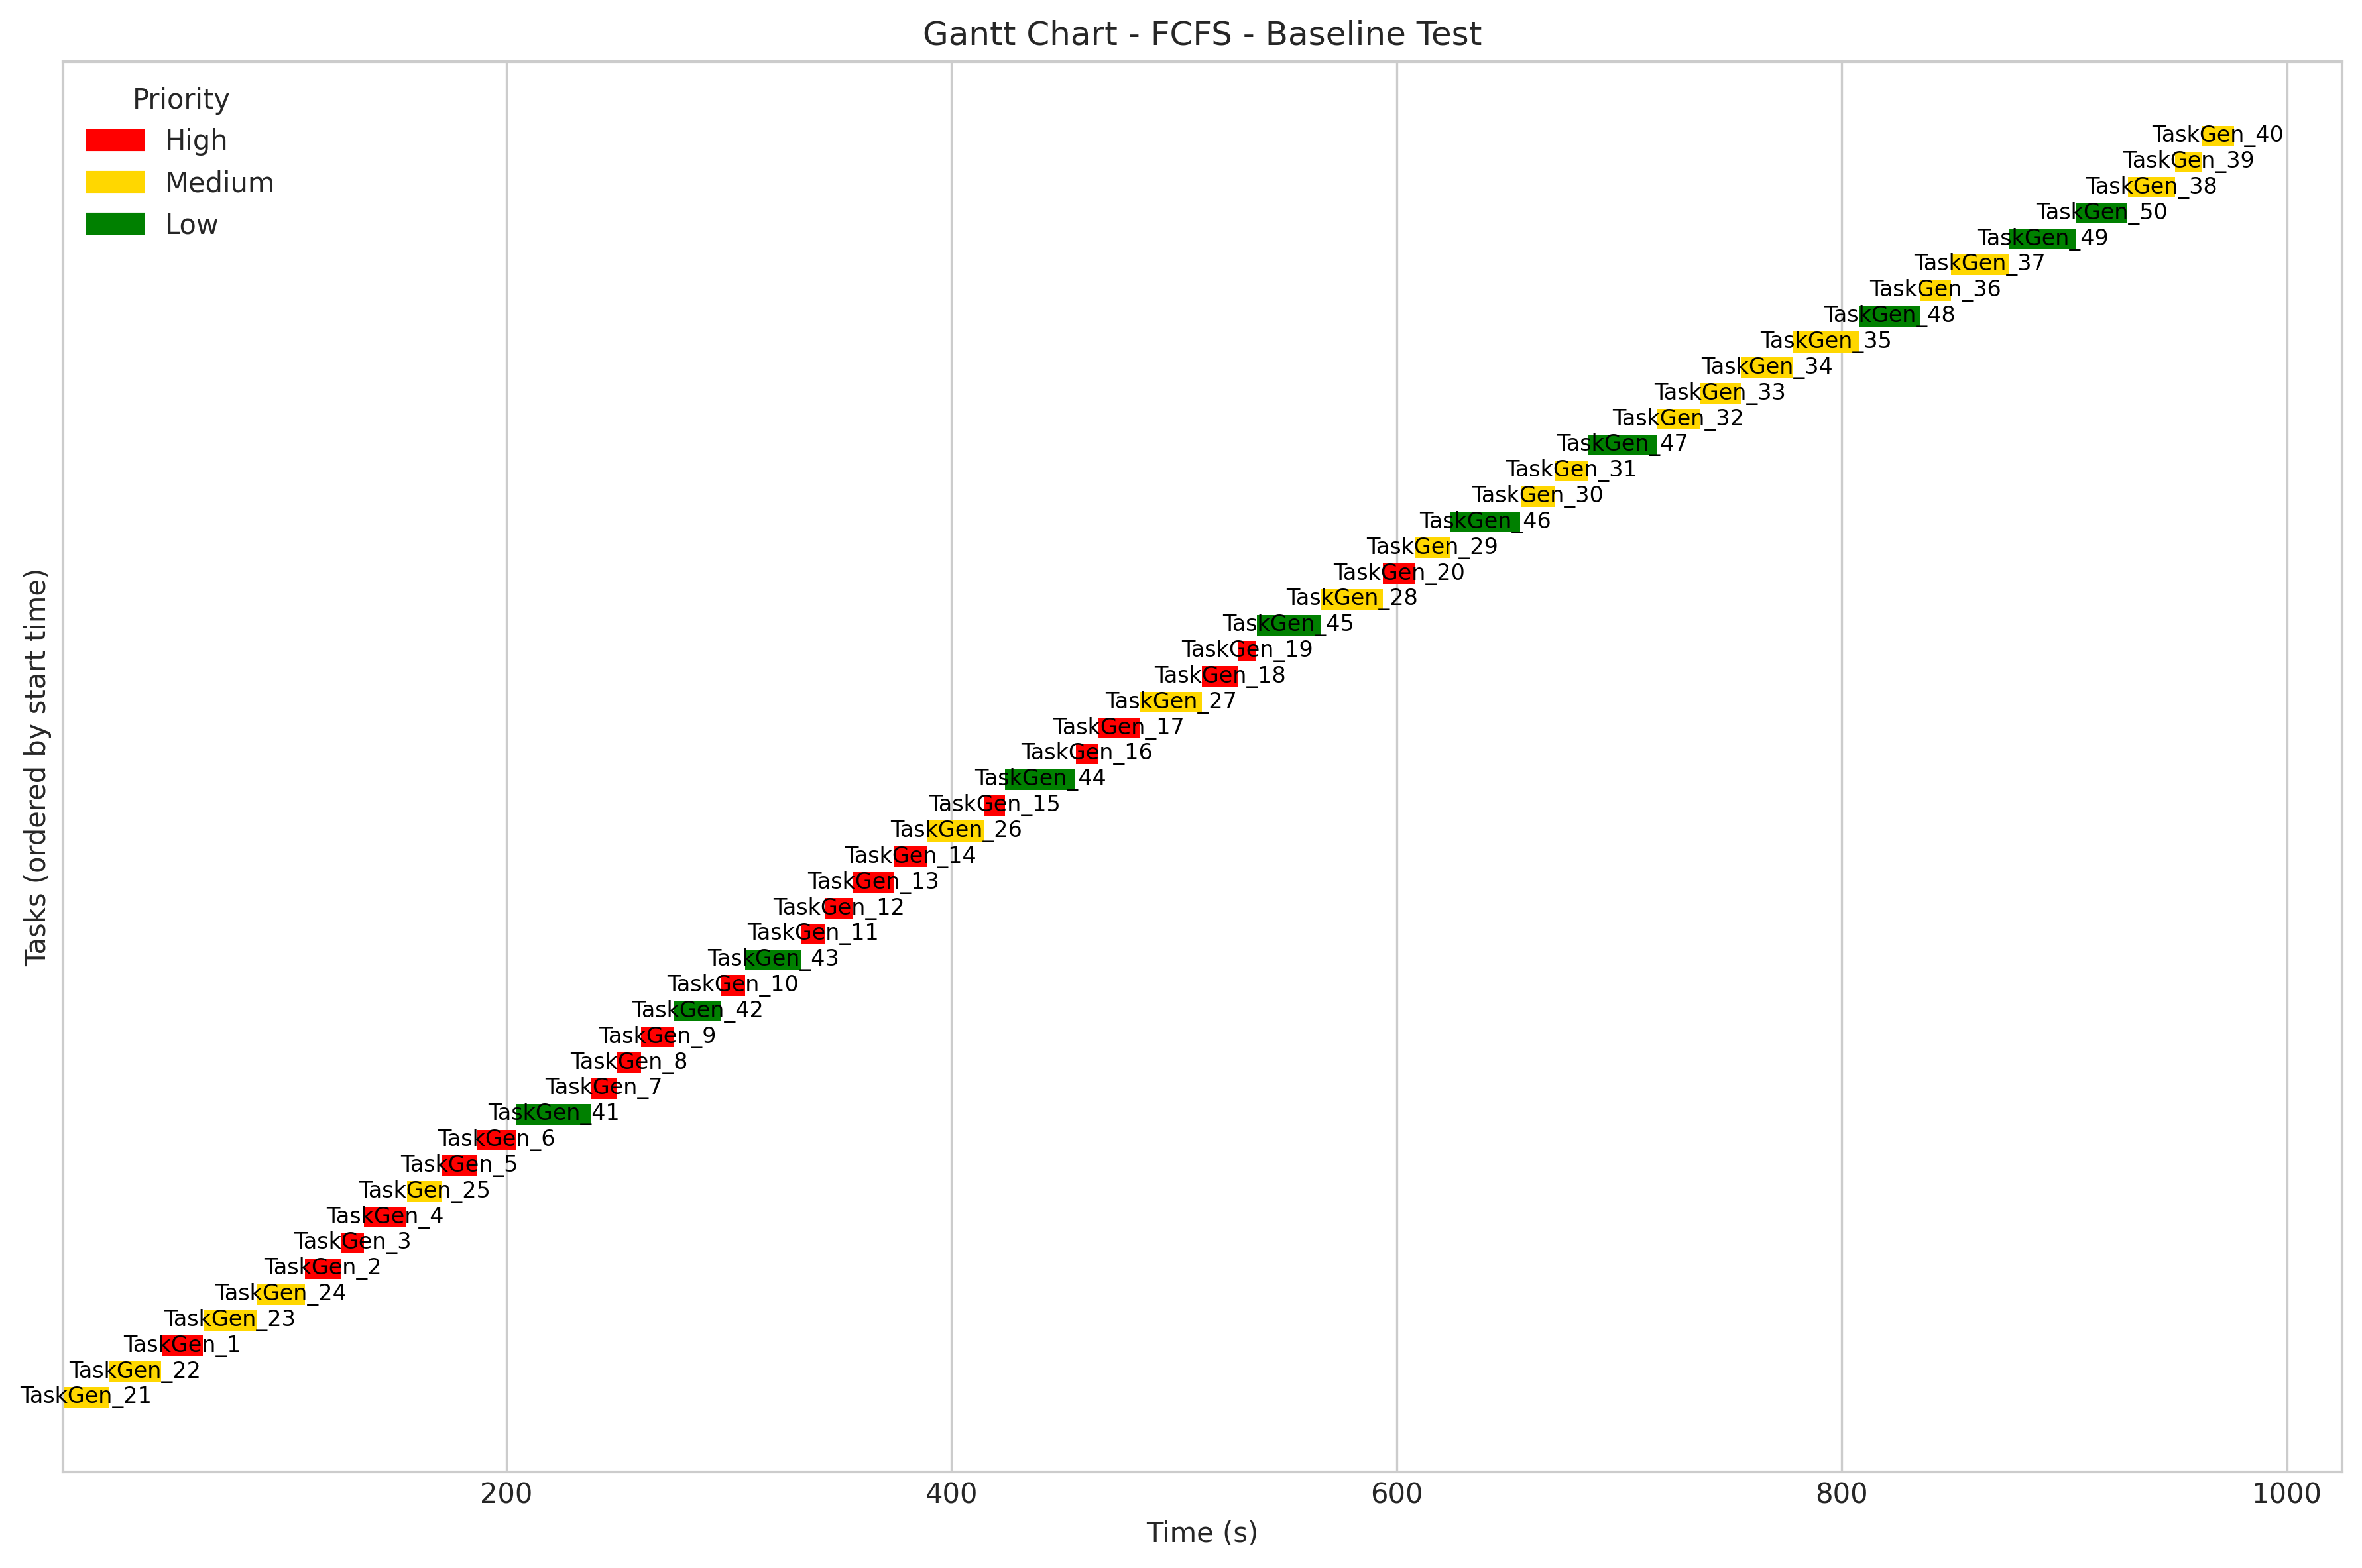 Gantt Chart - FCFS - Baseline Test
Priority
High
Medium
Low
TaskGen_40
TaskGen_39
TaskGen_38
TaskGen_50
TaskGen_49
TaskGen_37
TaskGen_36
TaskGen_48
TaskGen_35
TaskGen_34
TaskGen_33
TaskGen_32
TaskGen_47
TaskGen_31
TaskGen_30
TaskGen_46
TaskGen_29
TaskGen_20
TaskGen_28
TaskGen_45
TaskGen_19
TaskGen_18
TaskGen_27
TaskGen_17
TaskGen_16
TaskGen_44
TaskGen_15
TaskGen_26
TaskGen_14
TaskGen_13
TaskGen_12
TaskGen_11
TaskGen_43
TaskGen_10
TaskGen_42
TaskGen_9
TaskGen_8
TaskGen_7
TaskGen_41
TaskGen_6
TaskGen_5
TaskGen_25
TaskGen_4
TaskGen_3
TaskGen_2
TaskGen_24
TaskGen_23
TaskGen_1
TaskGen_22
TaskGen_21
Tasks (ordered by start time)
200 400 600 800 1000
Time (s)